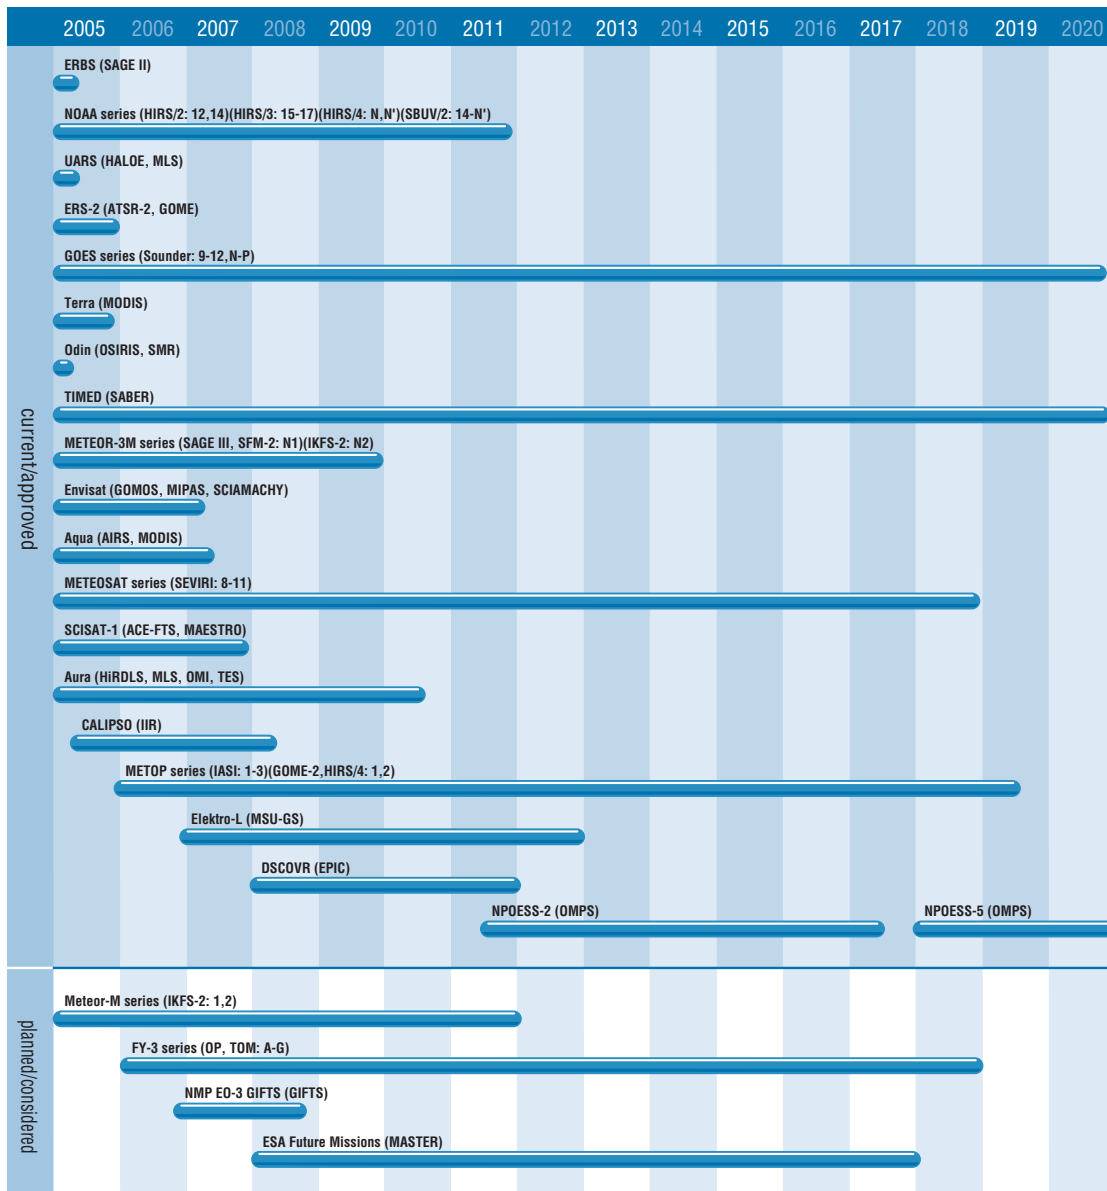 2005 2006 2007 2008 2009 2010 2011 2012 2013 2014 2015 2016 2017 2018 2019 2020
current/approved
ERBS (SAGE II)
NOAA series (HIRS/2: 12,14)(HIRS/3: 15-17)(HIRS/4: N,N')(SBUV/2: 14-N')
UARS (HALOE, MLS)
ERS-2 (ATSR-2, GOME)
GOES series (Sounder: 9-12,N-P)
Terra (MODIS)
Odin (OSIRIS, SMR)
TIMED (SABER)
METEOR-3M series (SAGE III, SFM-2: N1)(IKFS-2: N2)
Envisat (GOMOS, MIPAS, SCIAMACHY)
Aqua (AIRS, MODIS)
METEOSAT series (SEVIRI: 8-11)
SCISAT-1 (ACE-FTS, MAESTRO)
Aura (HiRDLS, MLS, OMI, TES)
CALIPSO (IIR)
METOP series (IASI: 1-3)(GOME-2,HIRS/4: 1,2)
Elektro-L (MSU-GS)
DSCOVR (EPIC)
NPOESS-2 (OMPS) NPOESS-5 (OMPS)
planned/considered
Meteor-M series (IKFS-2: 1,2)
FY-3 series (OP, TOM: A-G)
NMP EO-3 GIFTS (GIFTS)
ESA Future Missions (MASTER)